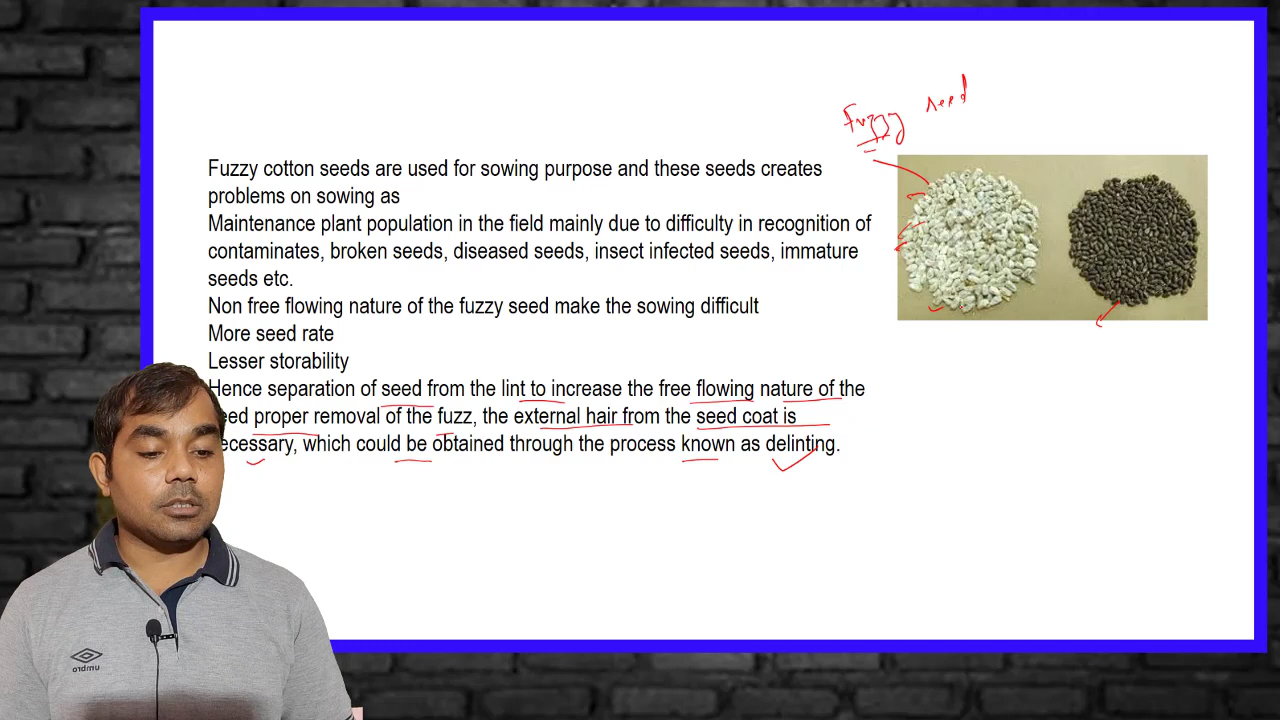 Fuzzy seed
Fuzzy cotton seeds are used for sowing purpose and these seeds creates
problems on sowing as
Maintenance plant population in the field mainly due to difficulty in recognition of
contaminates, broken seeds, diseased seeds, insect infected seeds, immature
seeds etc.
Non free flowing nature of the fuzzy seed make the sowing difficult
More seed rate
Lesser storability
Hence separation of seed from the lint to increase the free flowing nature of the
seed proper removal of the fuzz, the external hair from the seed coat is
necessary, which could be obtained through the process known as delinting.
umbro